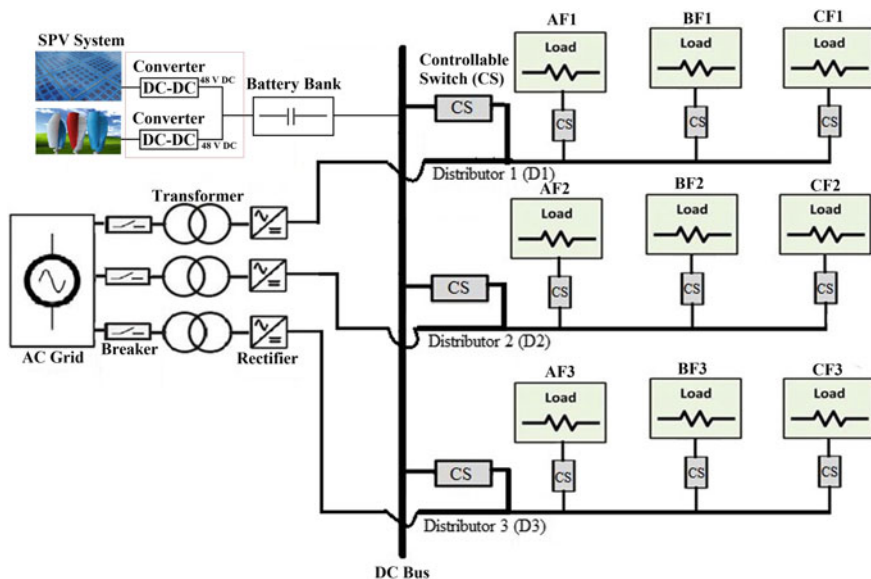 SPV System
Converter
DC-DC
48 V DC
Converter
DC-DC
48 V DC
Battery Bank
Controllable
Switch (CS)
CS
AF1
Load
CS
BF1
Load
CS
CF1
Load
CS
Distributor 1 (D1)
Transformer
AC Grid
Breaker
Rectifier
AF2
Load
CS
BF2
Load
CS
CF2
Load
CS
CS
Distributor 2 (D2)
AF3
Load
CS
BF3
Load
CS
CF3
Load
CS
CS
Distributor 3 (D3)
DC Bus